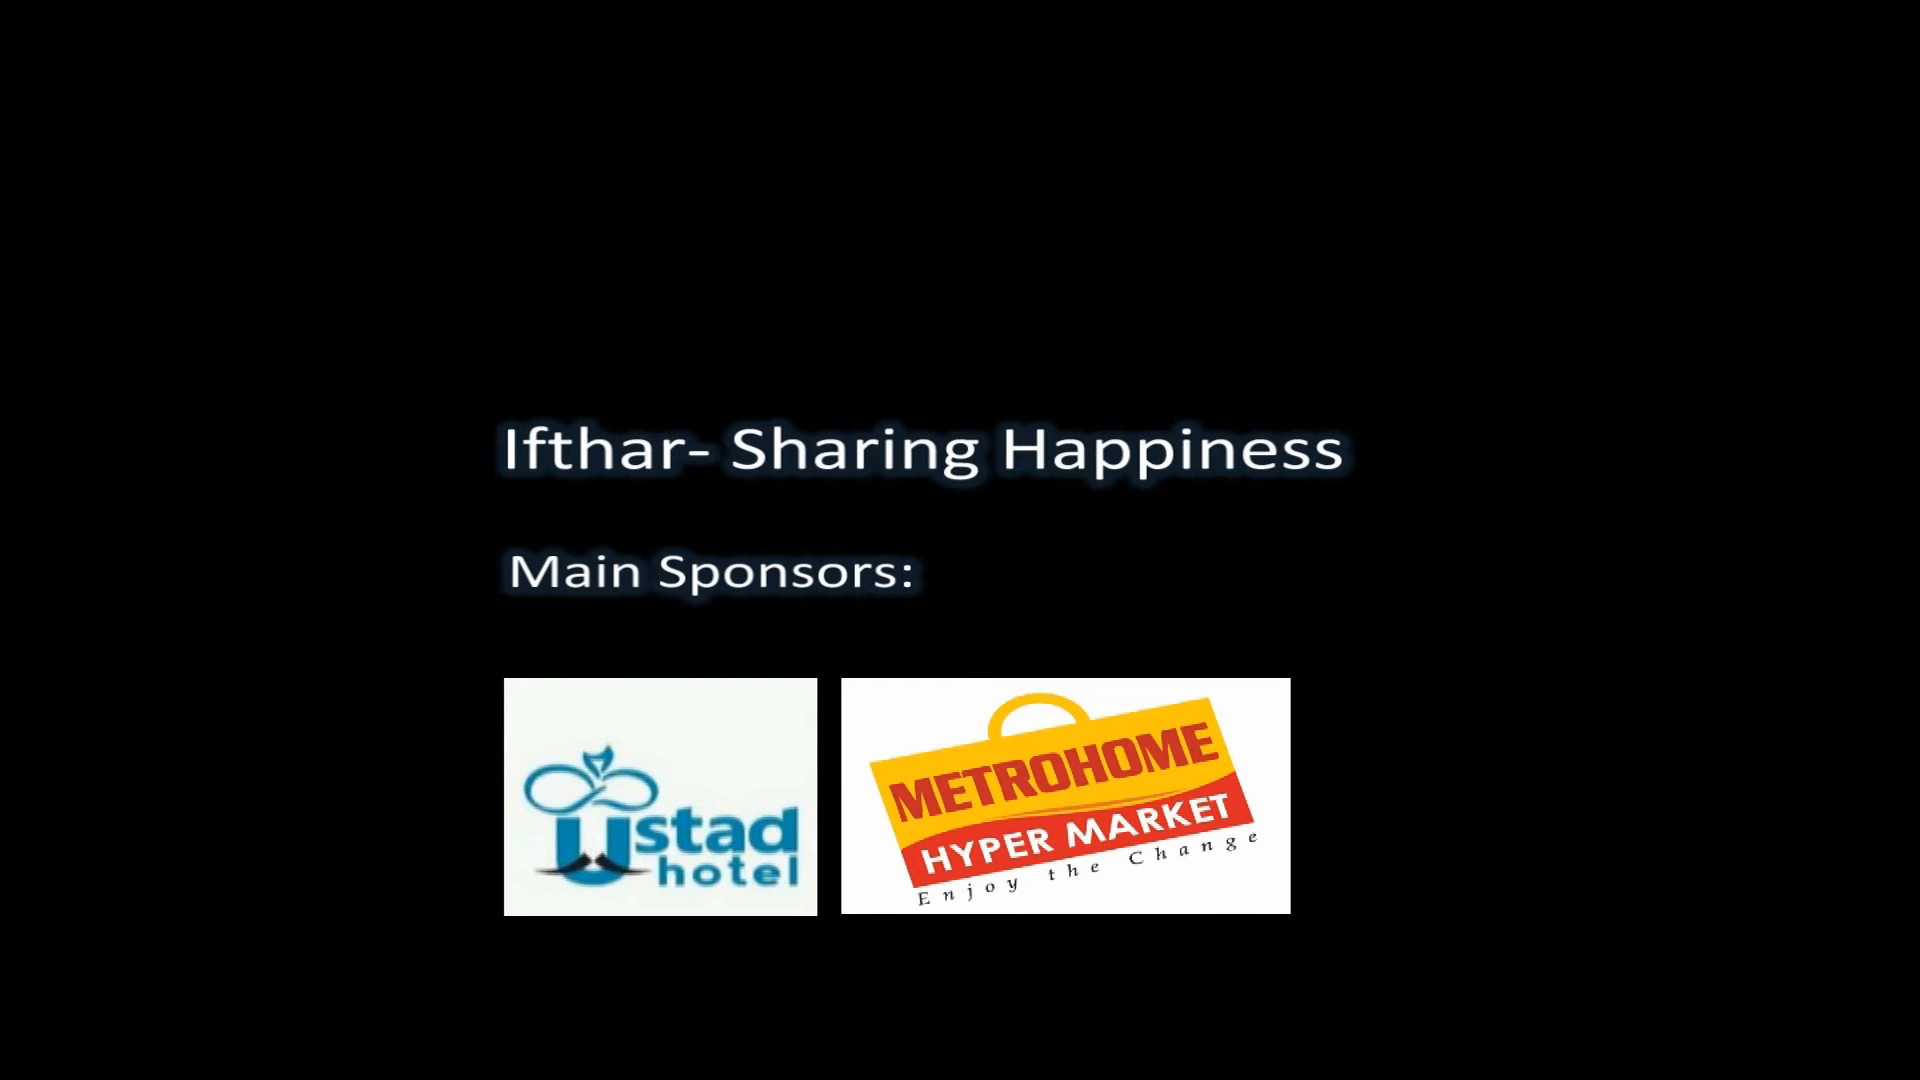 Ifthar- Sharing Happiness
Main Sponsors:
Ustad
hotel
METROHOME
HYPER MARKET
Enjoy the Change